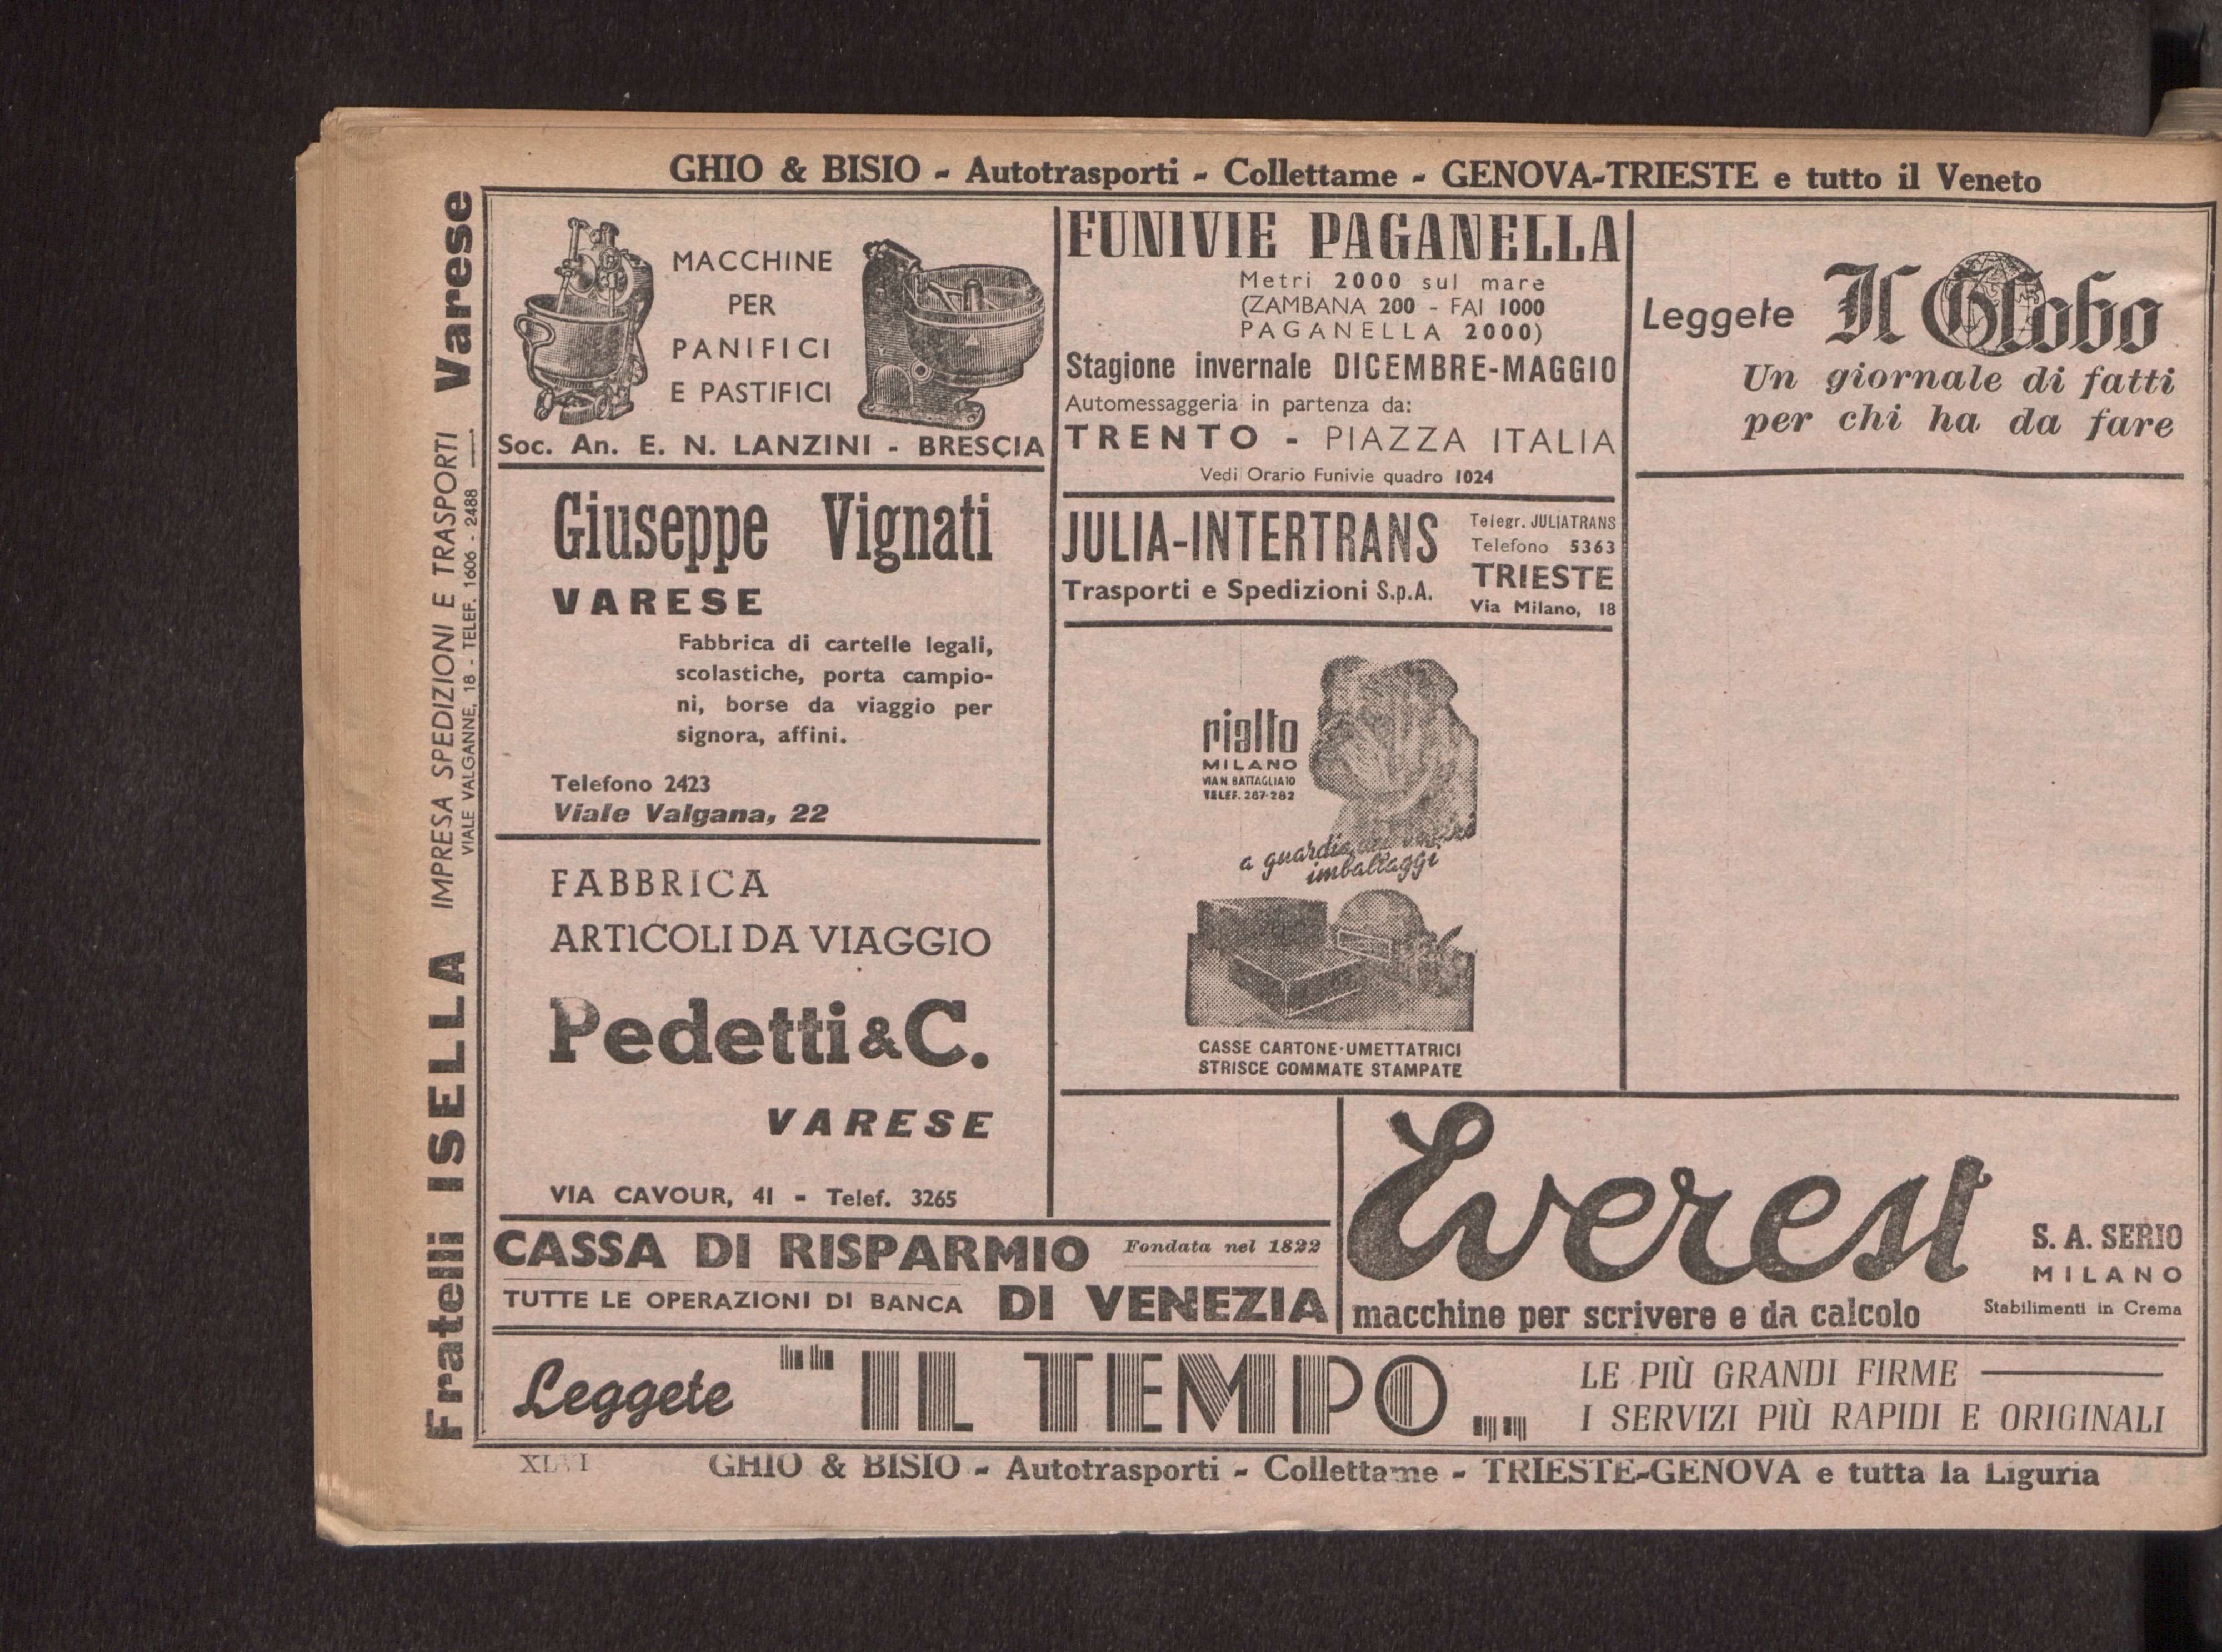 GHIO & BISIO - Autotrasporti - Collettame - GENOVA-TRIESTE e tutto il Veneto
Fratelli ISELLA IMPRESA SPEDIZIONI E TRASPORTI — Varese
VIALE VALGANNE, 18 - TELEF. 1606 - 2488
MACCHINE
PER
PANIFICI
E PASTIFICI
Soc. An. E. N. LANZINI - BRESCIA
Giuseppe Vignati
VARESE
Fabbrica di cartelle legali,
scolastiche, porta campio-
ni, borse da viaggio per
signora, affini.
Telefono 2423
Viale Valgana, 22
FABBRICA
ARTICOLI DA VIAGGIO
Pedetti & C.
VARESE
VIA CAVOUR, 41 - Telef. 3265
FUNIVIE PAGANELLA
Metri 2000 sul mare
(ZAMBANA 200 - FAI 1000
PAGANELLA 2000)
Stagione invernale DICEMBRE-MAGGIO
Automessaggeria in partenza da:
TRENTO - PIAZZA ITALIA
Vedi Orario Funivie quadro 1024
JULIA-INTERTRANS
Trasporti e Spedizioni S.p.A.
Telegr. JULIATRANS
Telefono 5363
TRIESTE
Via Milano, 18
rialto
MILANO
VIA N. BATTAGLIA 10
TELEF. 287-282
a guardia
imballaggi
CASSE CARTONE·UMETTATRICI
STRISCE GOMMATE STAMPATE
Leggete Il Globo
Un giornale di fatti
per chi ha da fare
CASSA DI RISPARMIO Fondata nel 1822
TUTTE LE OPERAZIONI DI BANCA DI VENEZIA
Everest
S. A. SERIO
MILANO
macchine per scrivere e da calcolo
Stabilimenti in Crema
Leggete "IL TEMPO„
LE PIÙ GRANDI FIRME
I SERVIZI PIÙ RAPIDI E ORIGINALI
XLVI
GHIO & BISIO - Autotrasporti - Collettame - TRIESTE-GENOVA e tutta la Liguria